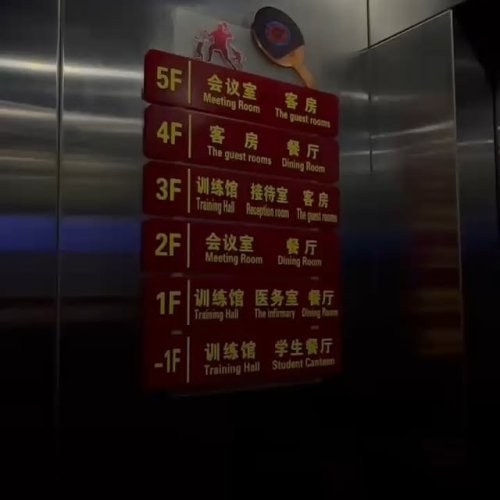 5F 会议室 客房
Meeting Room The guest rooms
4F 客房 餐厅
The guest rooms Dining Room
3F 训练馆 接待室 客房
Training Hall Reception room The guest rooms
2F 会议室 餐厅
Meeting Room Dining Room
1F 训练馆 医务室 餐厅
Training Hall The infirmary Dining Room
-1F 训练馆 学生餐厅
Training Hall Student Canteen